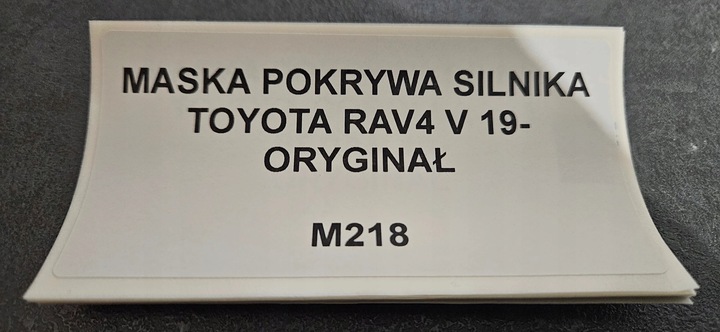 MASKA POKRYWA SILNIKA
TOYOTA RAV4 V 19-
ORYGINAŁ
M218